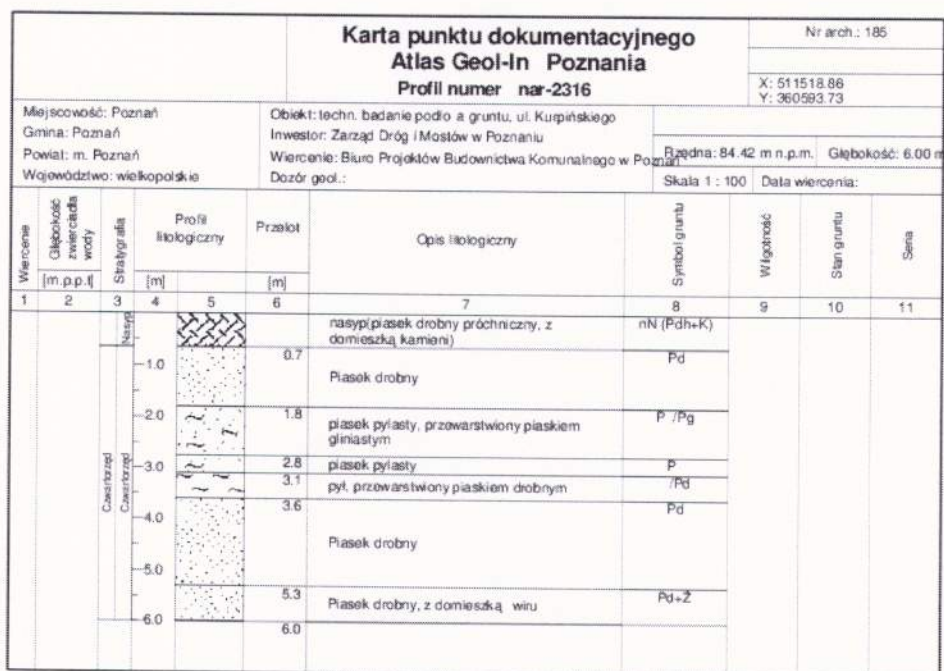 Karta punktu dokumentacyjnego
Atlas Geol-In Poznania
Profil numer nar-2316
Nr arch.: 185
X: 511518.86
Y: 360593.73
Miejscowość: Poznań
Gmina: Poznań
Powiat: m. Poznań
Województwo: wielkopolskie
Obiekt: techn. badanie podło a gruntu, ul. Kurpińskiego
Inwestor: Zarząd Dróg i Mostów w Poznaniu
Wiercenie: Biuro Projektów Budownictwa Komunalnego w Poznań
Dozór geol.:
Rzędna: 84.42 m n.p.m. Głębokość: 6.00 m
Skala 1 : 100 Data wiercenia:
Wiercenie
Głębokość zwierciadła wody
[m.p.p.t]
Stratygrafia
Profil litologiczny
[m]
Przelot
[m]
Opis litologiczny
Symbol gruntu
Wilgotność
Stan gruntu
Seria
1 2 3 4 5 6 7 8 9 10 11
Nasyp
nasyp(piasek drobny próchniczny, z domieszką kamieni) nN (Pdh+K)
0.7 Pd
1.0
Piasek drobny
2.0 1.8 P /Pg
piasek pylasty, przewarstwiony piaskiem gliniastym
Czwartorzęd
Czwartorzęd
3.0 2.8 piasek pylasty P
3.1 pył, przewarstwiony piaskiem drobnym /Pd
3.6 Pd
4.0
Piasek drobny
5.0
5.3 Piasek drobny, z domieszką wiru Pd+Ż
6.0
6.0